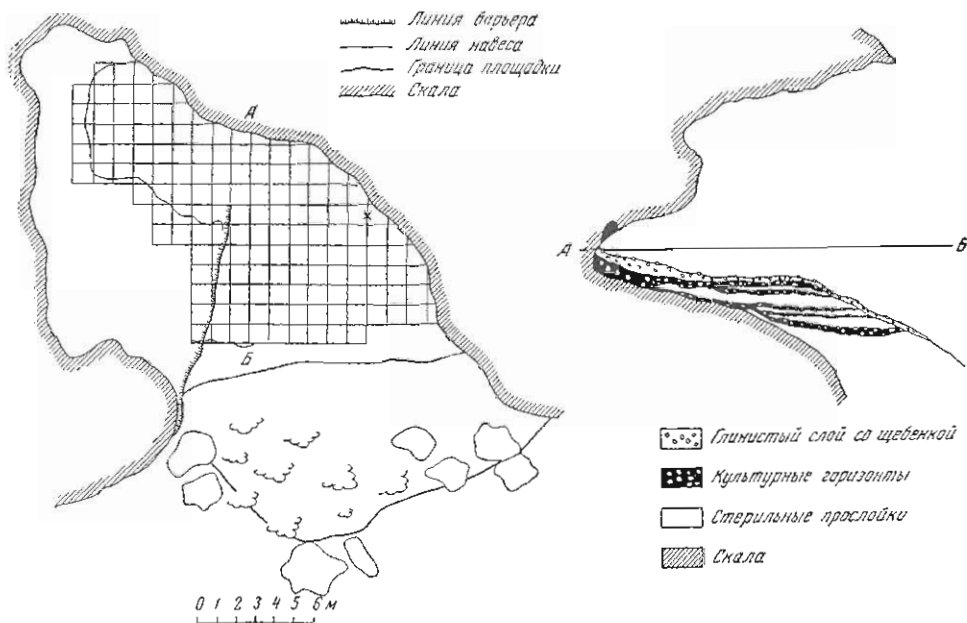 Линия барьера
Линия навеса
Граница площадки
Скала
А
Б
0 1 2 3 4 5 6 м
А
Б
Глинистый слой со щебенкой
Культурные горизонты
Стерильные прослойки
Скала